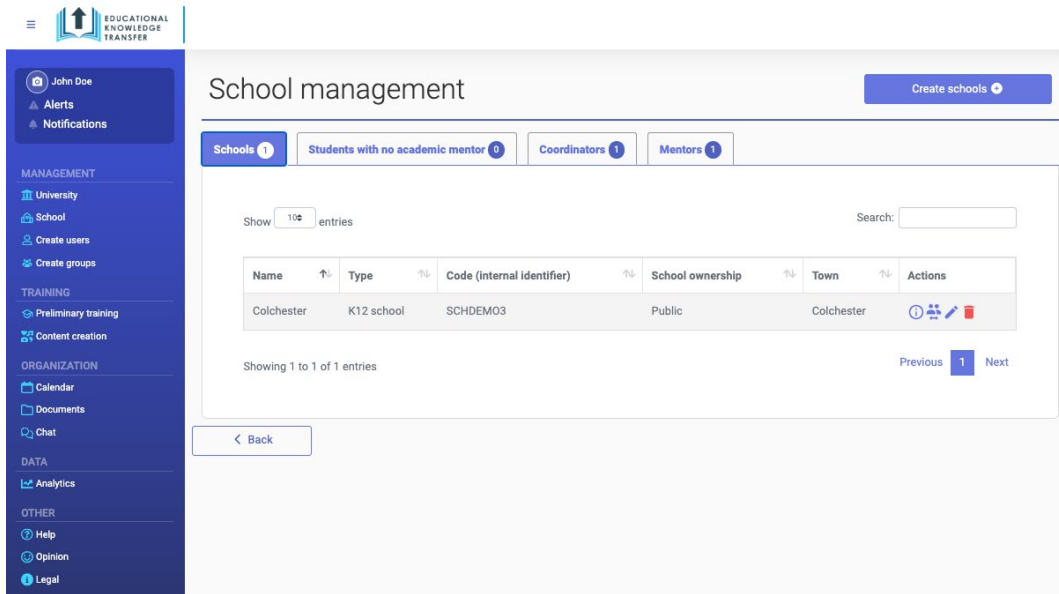 EDUCATIONAL
KNOWLEDGE
TRANSFER
John Doe
Alerts
Notifications
MANAGEMENT
University
School
Create users
Create groups
TRAINING
Preliminary training
Content creation
ORGANIZATION
Calendar
Documents
Chat
DATA
Analytics
OTHER
Help
Opinion
Legal
School management
Create schools
Schools 1 Students with no academic mentor 0 Coordinators 1 Mentors 1
Show 10 entries Search:
Name Type Code (internal identifier) School ownership Town Actions
Colchester K12 school SCHDEMO3 Public Colchester
Showing 1 to 1 of 1 entries Previous 1 Next
Back